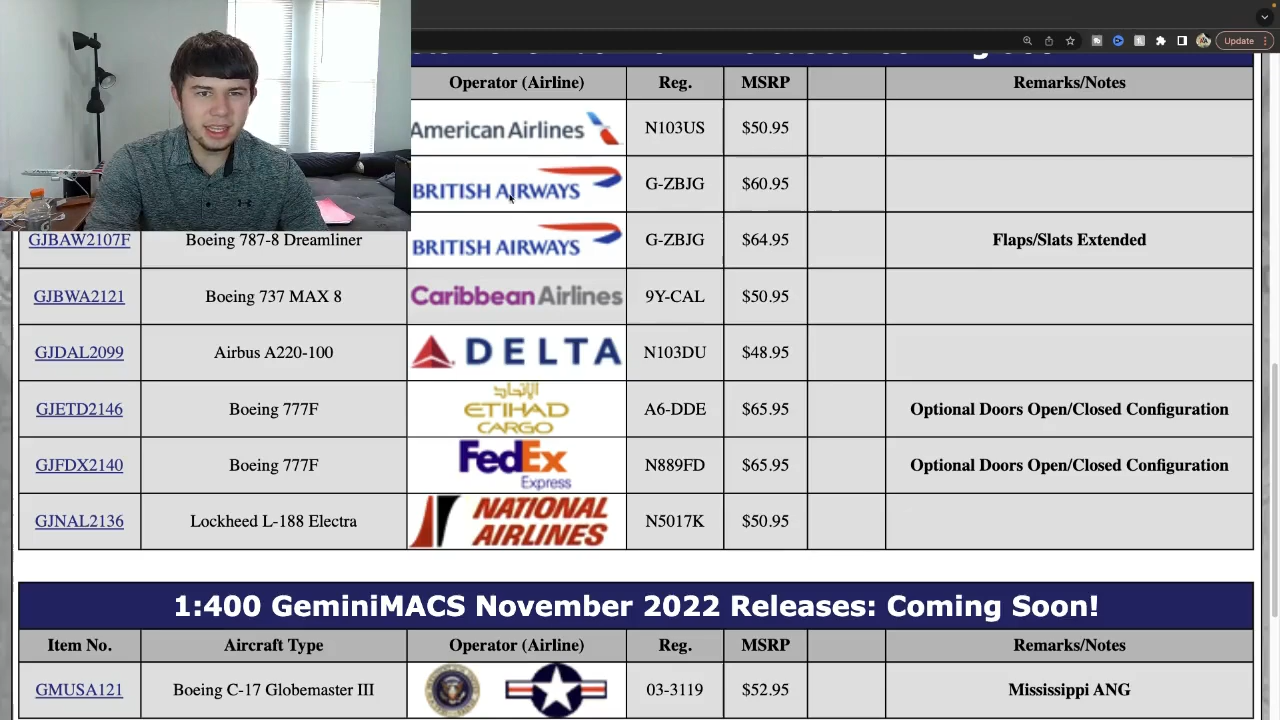 Update
Operator (Airline) Reg. MSRP Remarks/Notes
American Airlines N103US $50.95
BRITISH AIRWAYS G-ZBJG $60.95
GJBAW2107F Boeing 787-8 Dreamliner BRITISH AIRWAYS G-ZBJG $64.95 Flaps/Slats Extended
GJBWA2121 Boeing 737 MAX 8 Caribbean Airlines 9Y-CAL $50.95
GJDAL2099 Airbus A220-100 DELTA N103DU $48.95
GJETD2146 Boeing 777F الإتحاد ETIHAD CARGO A6-DDE $65.95 Optional Doors Open/Closed Configuration
GJFDX2140 Boeing 777F FedEx Express N889FD $65.95 Optional Doors Open/Closed Configuration
GJNAL2136 Lockheed L-188 Electra NATIONAL AIRLINES N5017K $50.95
1:400 GeminiMACS November 2022 Releases: Coming Soon!
Item No. Aircraft Type Operator (Airline) Reg. MSRP Remarks/Notes
GMUSA121 Boeing C-17 Globemaster III 03-3119 $52.95 Mississippi ANG